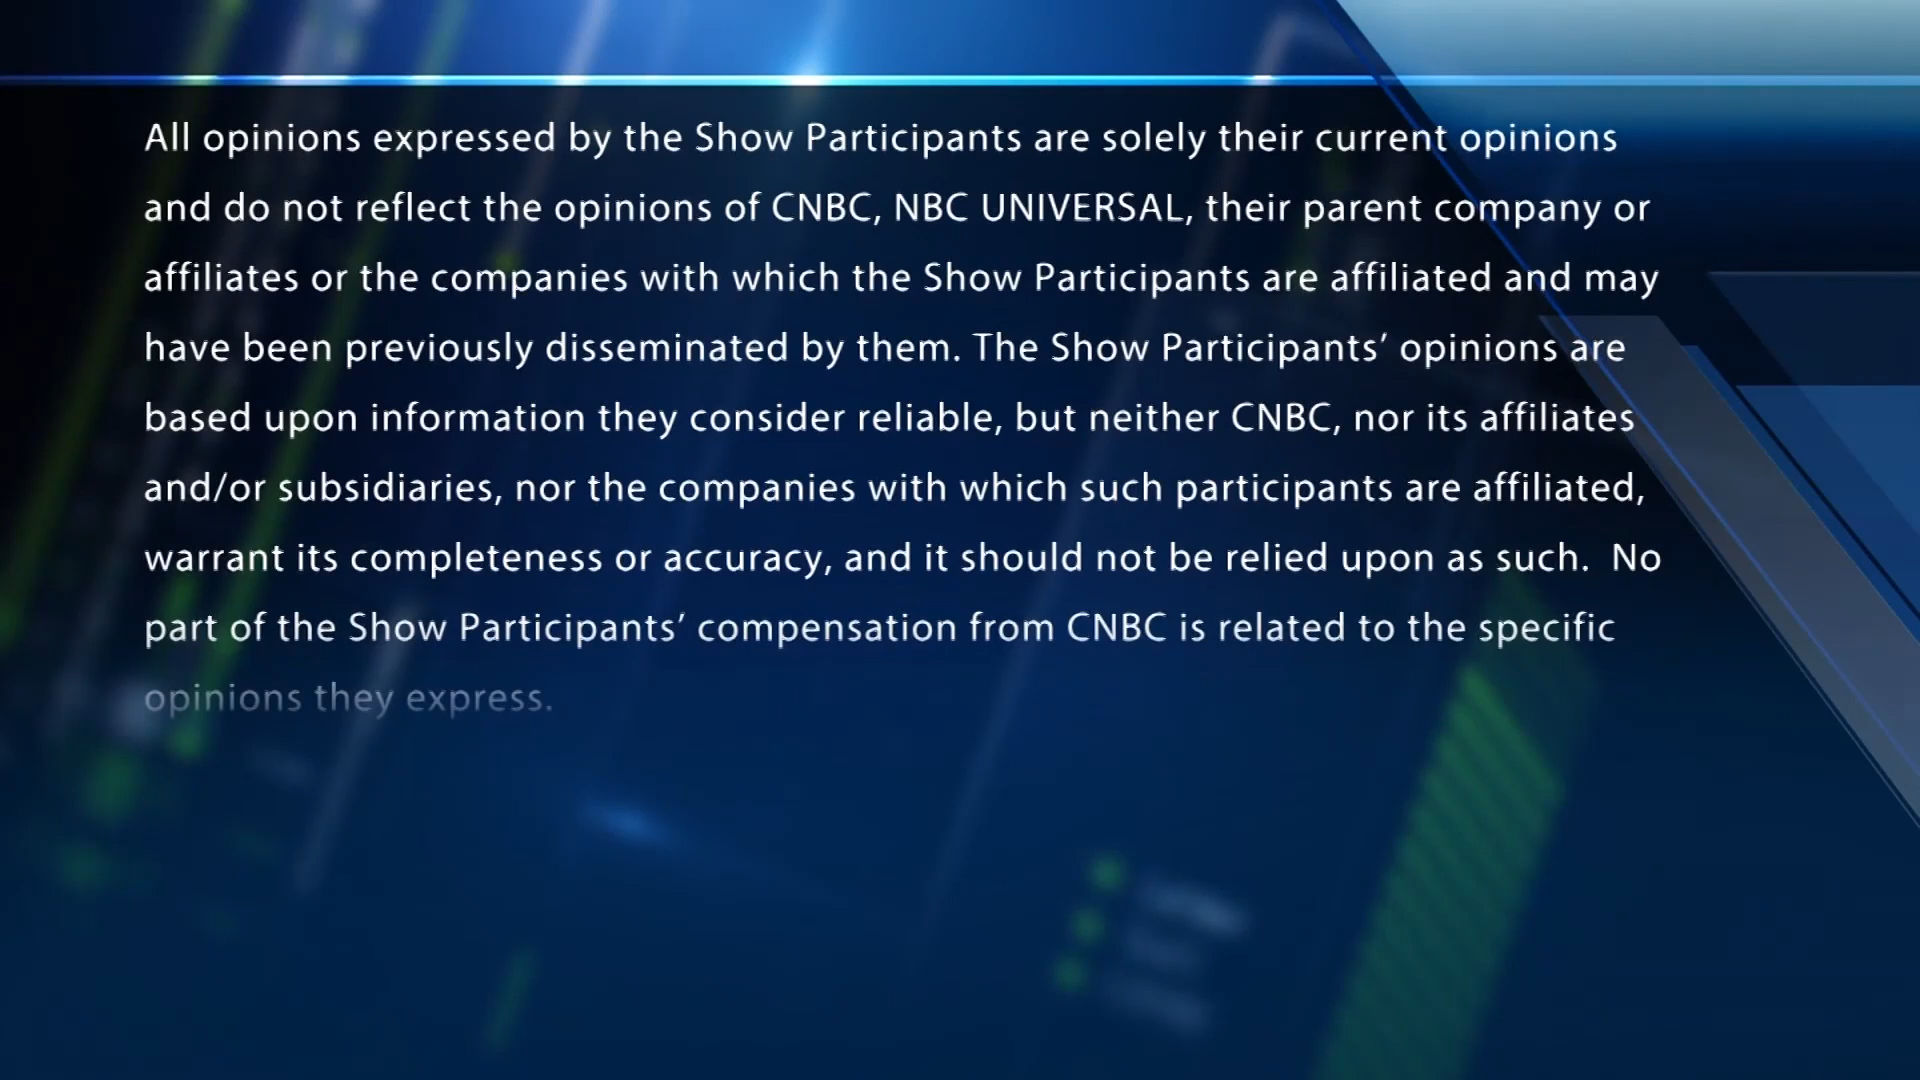 All opinions expressed by the Show Participants are solely their current opinions
and do not reflect the opinions of CNBC, NBC UNIVERSAL, their parent company or
affiliates or the companies with which the Show Participants are affiliated and may
have been previously disseminated by them. The Show Participants’ opinions are
based upon information they consider reliable, but neither CNBC, nor its affiliates
and/or subsidiaries, nor the companies with which such participants are affiliated,
warrant its completeness or accuracy, and it should not be relied upon as such.  No
part of the Show Participants’ compensation from CNBC is related to the specific
opinions they express.